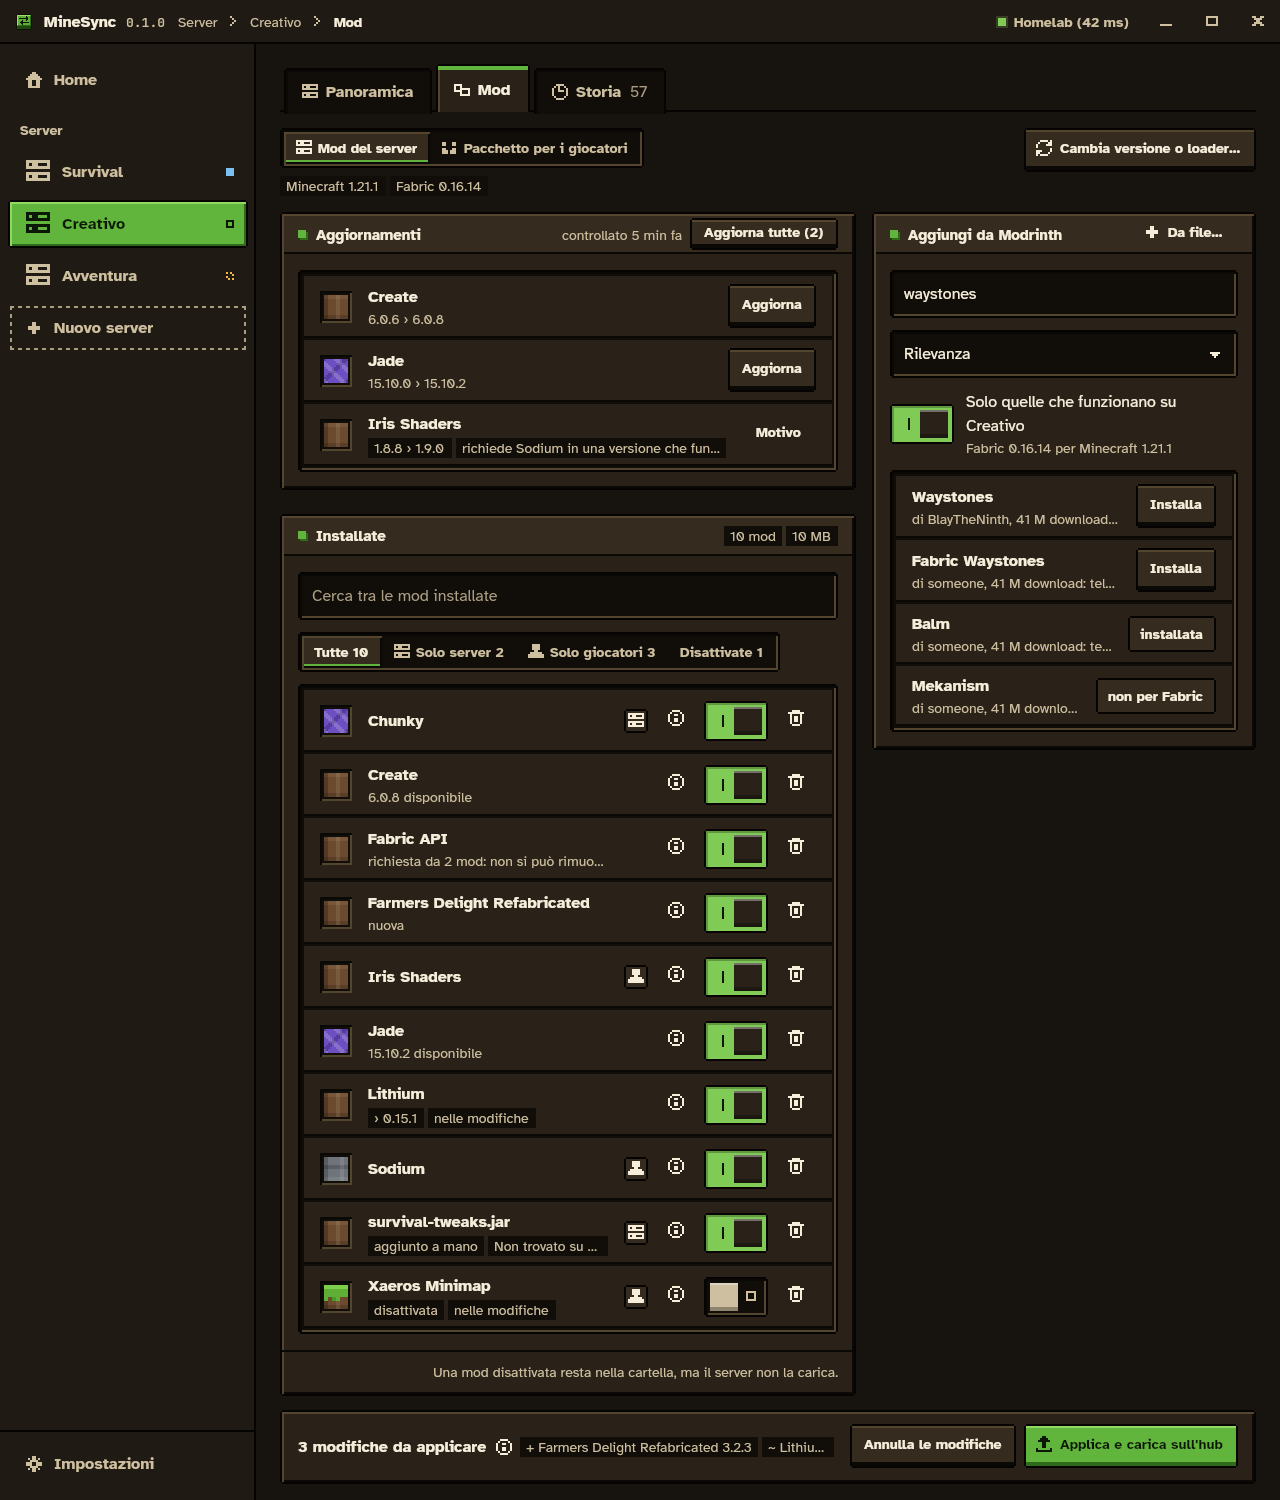 MineSync 0.1.0 Server Creativo Mod
Homelab (42 ms)
Home
Server
Survival
Creativo
Avventura
Nuovo server
Impostazioni
Panoramica
Mod
Storia 57
Mod del server
Pacchetto per i giocatori
Cambia versione o loader...
Minecraft 1.21.1 Fabric 0.16.14
Aggiornamenti
controllato 5 min fa
Aggiorna tutte (2)
Create
6.0.6 › 6.0.8
Aggiorna
Jade
15.10.0 › 15.10.2
Aggiorna
Iris Shaders
1.8.8 › 1.9.0 richiede Sodium in una versione che fun...
Motivo
Installate
10 mod 10 MB
Cerca tra le mod installate
Tutte 10
Solo server 2
Solo giocatori 3
Disattivate 1
Chunky
Create
6.0.8 disponibile
Fabric API
richiesta da 2 mod: non si può rimuo...
Farmers Delight Refabricated
nuova
Iris Shaders
Jade
15.10.2 disponibile
Lithium
› 0.15.1 nelle modifiche
Sodium
survival-tweaks.jar
aggiunto a mano Non trovato su ...
Xaeros Minimap
disattivata nelle modifiche
Una mod disattivata resta nella cartella, ma il server non la carica.
Aggiungi da Modrinth
Da file...
waystones
Rilevanza
Solo quelle che funzionano su
Creativo
Fabric 0.16.14 per Minecraft 1.21.1
Waystones
di BlayTheNinth, 41 M download...
Installa
Fabric Waystones
di someone, 41 M download: tel...
Installa
Balm
di someone, 41 M download: te...
installata
Mekanism
di someone, 41 M downlo...
non per Fabric
3 modifiche da applicare
+ Farmers Delight Refabricated 3.2.3 ~ Lithiu...
Annulla le modifiche
Applica e carica sull'hub